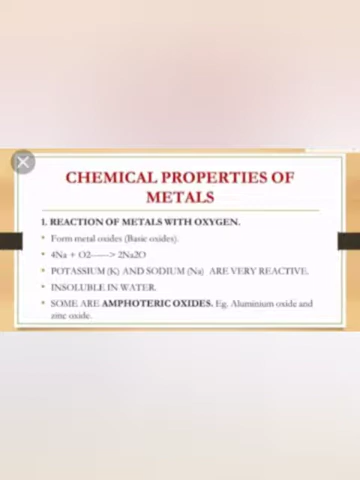 CHEMICAL PROPERTIES OF
METALS
1. REACTION OF METALS WITH OXYGEN.
• Form metal oxides (Basic oxides).
• 4Na + O2------> 2Na2O
• POTASSIUM (K) AND SODIUM (Na) ARE VERY REACTIVE.
• INSOLUBLE IN WATER.
• SOME ARE AMPHOTERIC OXIDES. Eg. Aluminium oxide and
zinc oxide.